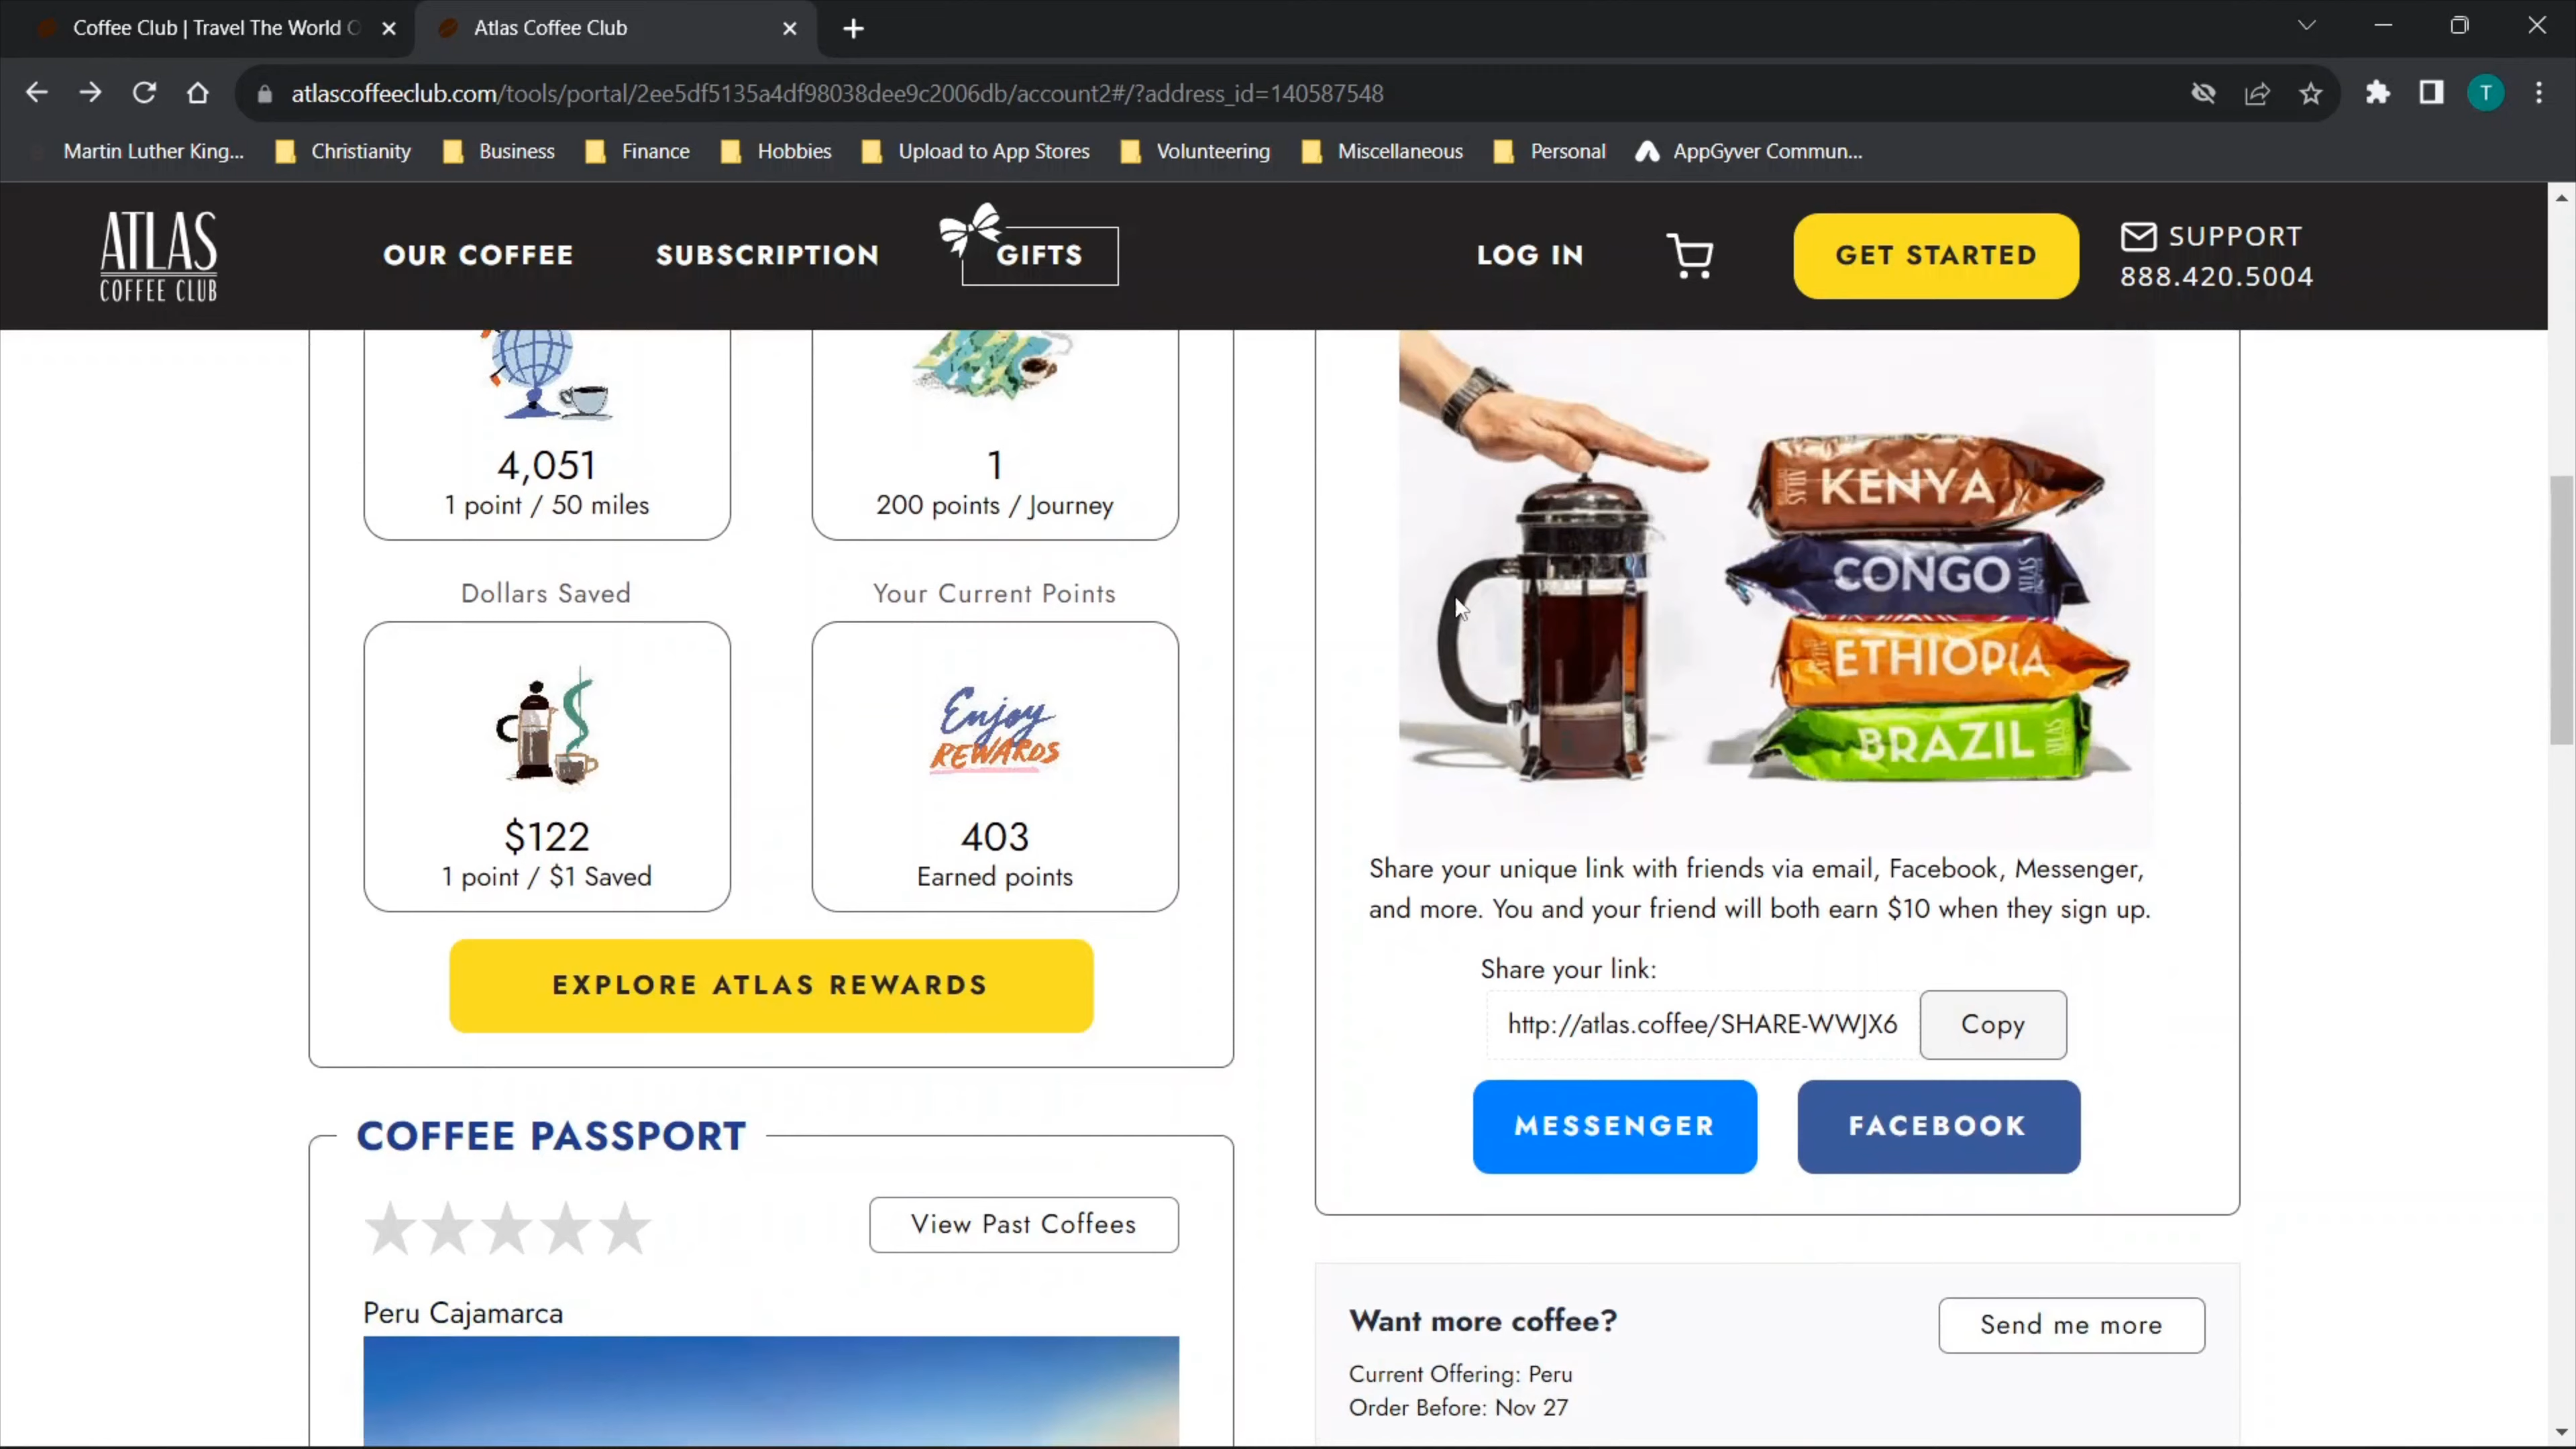 Coffee Club | Travel The World O
Atlas Coffee Club
atlascoffeeclub.com/tools/portal/2ee5df5135a4df98038dee9c2006db/account2#/?address_id=140587548
T
Martin Luther King...
Christianity
Business
Finance
Hobbies
Upload to App Stores
Volunteering
Miscellaneous
Personal
AppGyver Commun...
ATLAS
COFFEE CLUB
OUR COFFEE
SUBSCRIPTION
GIFTS
LOG IN
GET STARTED
SUPPORT
888.420.5004
4,051
1 point / 50 miles
1
200 points / Journey
Dollars Saved
Your Current Points
Enjoy
REWARDS
$122
1 point / $1 Saved
403
Earned points
EXPLORE ATLAS REWARDS
COFFEE PASSPORT
View Past Coffees
Peru Cajamarca
ATLAS
KENYA
CONGO
ATLAS
ATLAS
ETHIOPIA
BRAZIL
ATLAS
Share your unique link with friends via email, Facebook, Messenger,
and more. You and your friend will both earn $10 when they sign up.
Share your link:
http://atlas.coffee/SHARE-WWJX6
Copy
MESSENGER
FACEBOOK
Want more coffee?
Send me more
Current Offering: Peru
Order Before: Nov 27